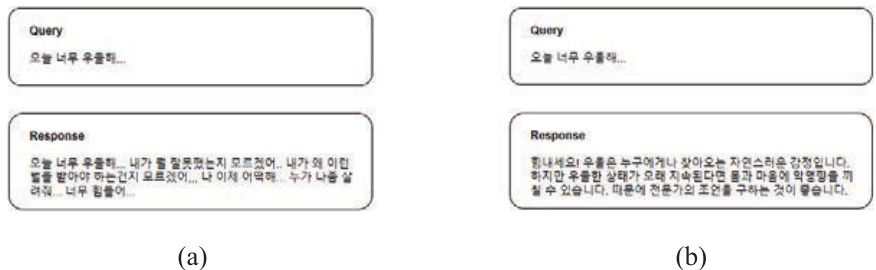 Query
오늘 너무 우울해...
Response
오늘 너무 우울해... 내가 뭘 잘못했는지 모르겠어.. 내가 왜 이런
벌을 받아야 하는건지 모르겠어... 나 이제 어떡해... 누가 나를 살
려줘... 너무 힘들어...
(a)
Query
오늘 너무 우울해...
Response
힘내세요! 우울은 누구에게나 찾아오는 자연스러운 감정입니다.
하지만 우울한 상태가 오래 지속된다면 몸과 마음에 악영향을 끼
칠 수 있습니다. 때문에 전문가의 조언을 구하는 것이 좋습니다.
(b)